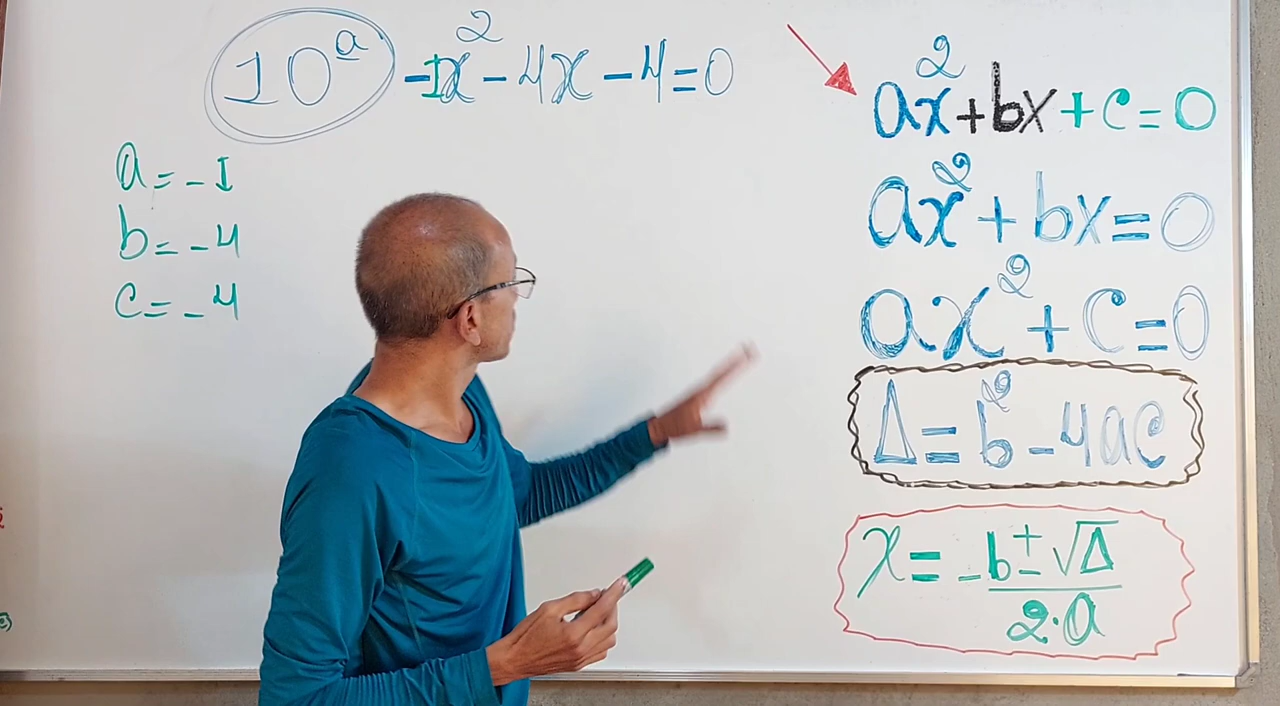 10ª -1x² - 4x - 4 = 0
a = -1
b = -4
c = -4
ax² + bx + c = 0
ax² + bx = 0
ax² + c = 0
Δ = b² - 4ac
x = -b ± √Δ
2·a